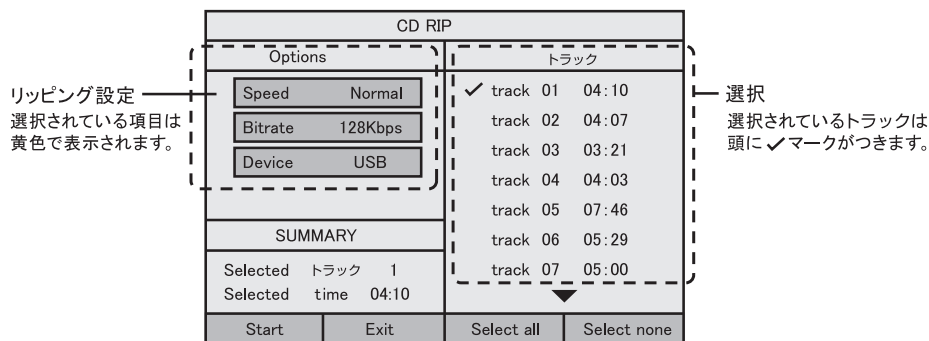 CD RIP
Options
Speed Normal
Bitrate 128Kbps
Device USB
SUMMARY
Selected トラック 1
Selected time 04:10
Start Exit
トラック
✓ track 01 04:10
track 02 04:07
track 03 03:21
track 04 04:03
track 05 07:46
track 06 05:29
track 07 05:00
Select all Select none
リッピング設定
選択されている項目は
黄色で表示されます。
選択
選択されているトラックは
頭に✓マークがつきます。